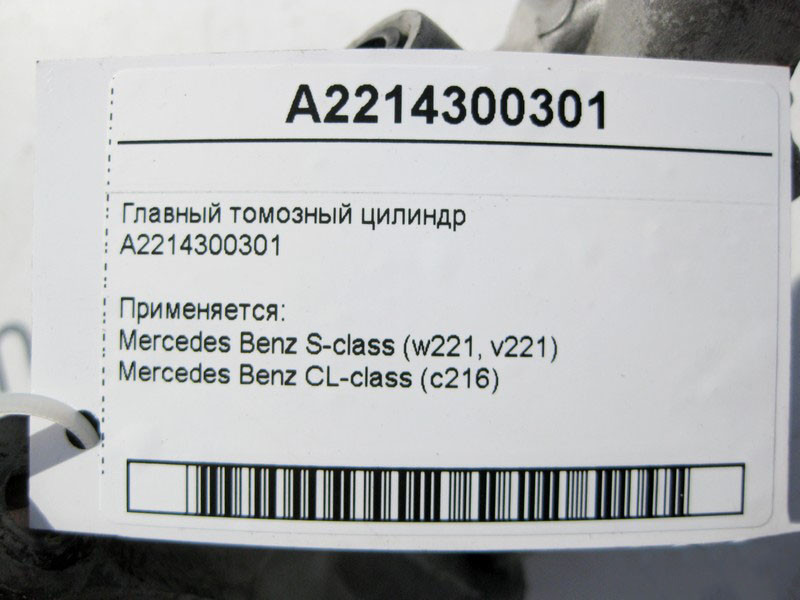 A2214300301
Главный томозный цилиндр
A2214300301
Применяется:
Mercedes Benz S-class (w221, v221)
Mercedes Benz CL-class (c216)